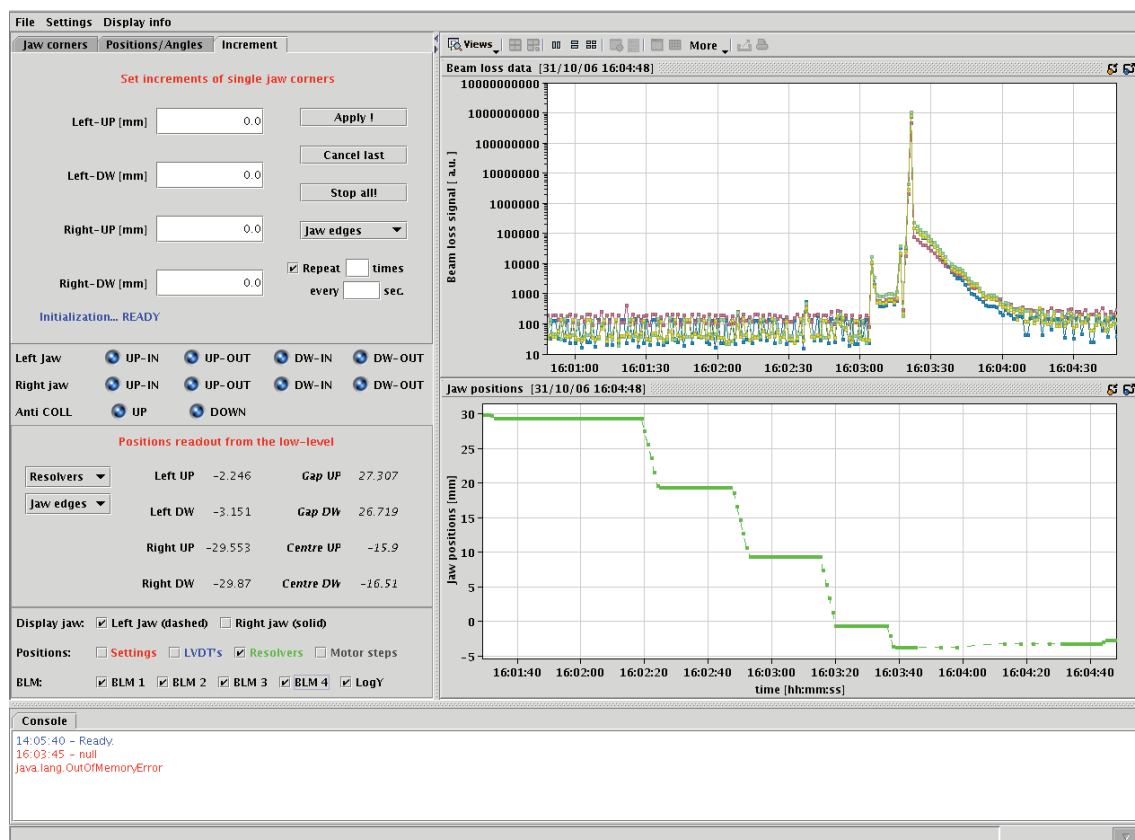 File Settings Display info
Jaw corners Positions/Angles Increment
Set increments of single jaw corners
Left-UP [mm] 0.0 Apply !
Cancel last
Left-DW [mm] 0.0
Stop all!
Right-UP [mm] 0.0 Jaw edges
Repeat times
Right-DW [mm] 0.0 every sec.
Initialization... READY
Left Jaw UP-IN UP-OUT DW-IN DW-OUT
Right jaw UP-IN UP-OUT DW-IN DW-OUT
Anti COLL UP DOWN
Positions readout from the low-level
Resolvers Left UP -2.246 Gap UP 27.307
Jaw edges Left DW -3.151 Gap DW 26.719
Right UP -29.553 Centre UP -15.9
Right DW -29.87 Centre DW -16.51
Display jaw: Left Jaw (dashed) Right jaw (solid)
Positions: Settings LVDT's Resolvers Motor steps
BLM: BLM 1 BLM 2 BLM 3 BLM 4 LogY
Views More
Beam loss data [31/10/06 16:04:48]
Beam loss signal [ a.u. ]
10000000000
1000000000
100000000
10000000
1000000
100000
10000
1000
100
10
16:01:00 16:01:30 16:02:00 16:02:30 16:03:00 16:03:30 16:04:00 16:04:30
Jaw positions [31/10/06 16:04:48]
Jaw positions [mm]
30
25
20
15
10
5
0
-5
16:01:40 16:02:00 16:02:20 16:02:40 16:03:00 16:03:20 16:03:40 16:04:00 16:04:20 16:04:40
time [hh:mm:ss]
Console
14:05:40 - Ready.
16:03:45 - null
java.lang.OutOfMemoryError